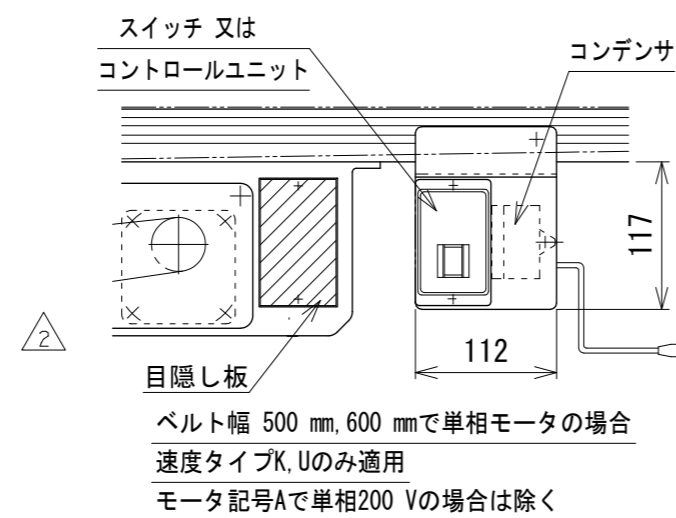 スイッチ 又は
コントロールユニット
コンデンサ
117
112
2
目隠し板
ベルト幅 500 mm,600 mmで単相モータの場合
速度タイプK,Uのみ適用
モータ記号Aで単相200 Vの場合は除く